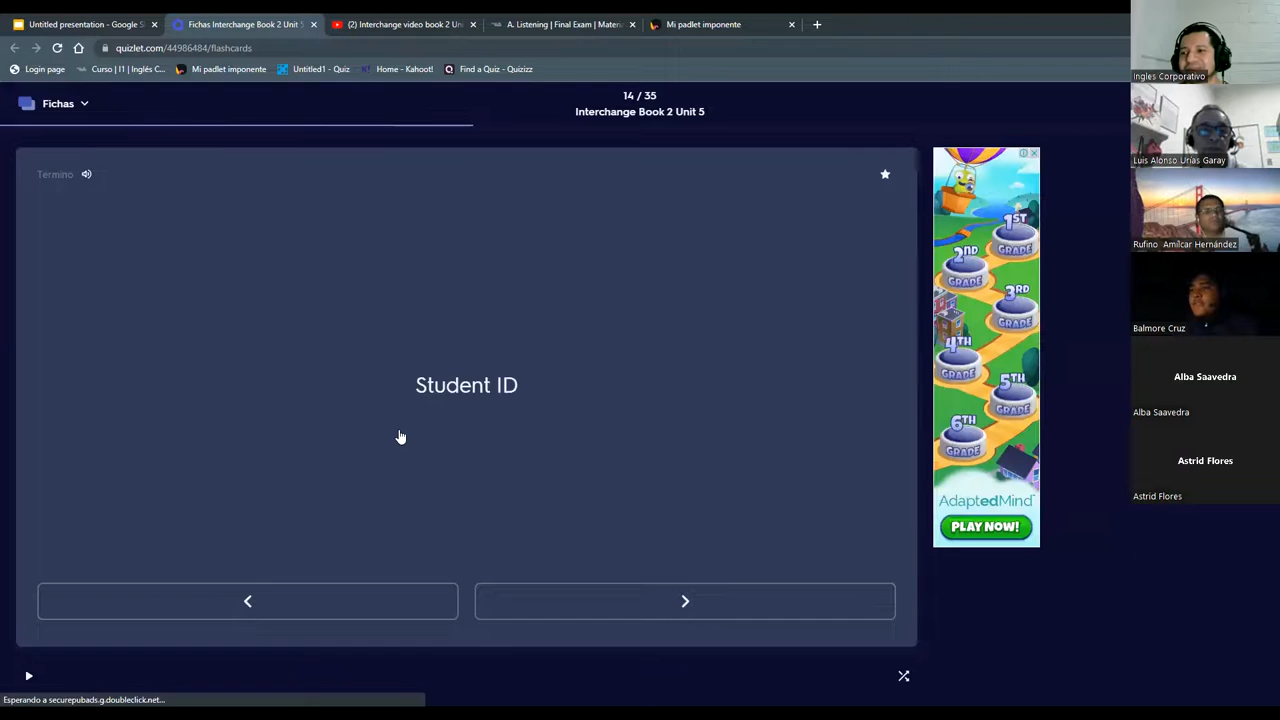 Untitled presentation - Google S
Fichas Interchange Book 2 Unit 5
(2) Interchange video book 2 Un
A. Listening | Final Exam | Mater
Mi padlet imponente
quizlet.com/44986484/flashcards
Login page
Curso | I1 | Inglés C...
Mi padlet imponente
Untitled1 - Quiz
Home - Kahoot!
Find a Quiz - Quizizz
Fichas
14 / 35
Interchange Book 2 Unit 5
Termino
Student ID
1ST
GRADE
2ND
GRADE
3RD
GRADE
4TH
GRADE
5TH
GRADE
6TH
GRADE
AdaptedMind
PLAY NOW!
Esperando a securepubads.g.doubleclick.net...
Ingles Corporativo
Luis Alonso Urías Garay
Rufino Amílcar Hernández
Balmore Cruz
Alba Saavedra
Alba Saavedra
Astrid Flores
Astrid Flores